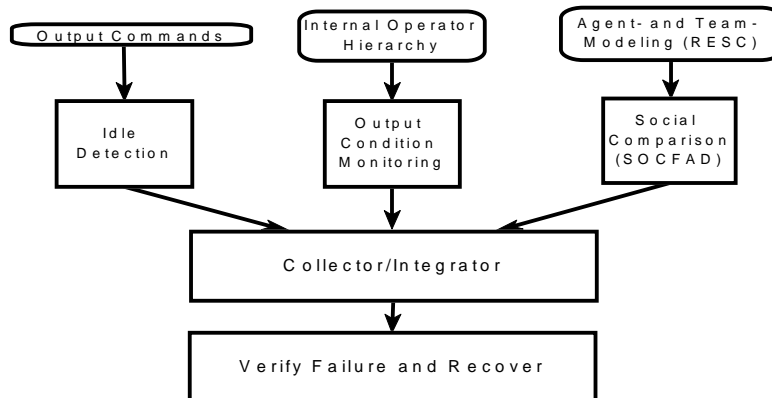 Output Commands
Internal Operator
Hierarchy
Agent- and Team-
Modeling (RESC)
Idle
Detection
Output
Condition
Monitoring
Social
Comparison
(SOCFAD)
Collector/Integrator
Verify Failure and Recover